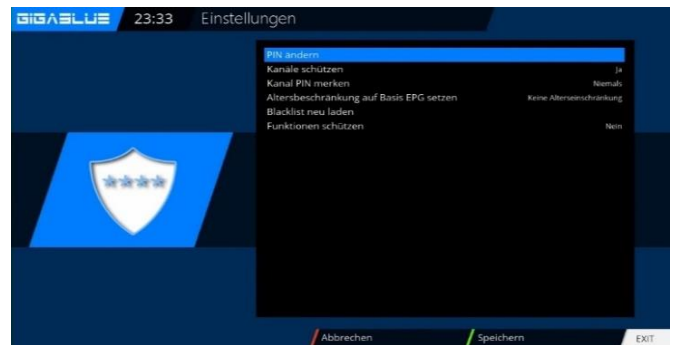 GIGABLUE 23:33 Einstellungen
PIN ändern
Kanäle schützen Ja
Kanal PIN merken Niemals
Altersbeschränkung auf Basis EPG setzen Keine Alterseinschränkung
Blacklist neu laden
Funktionen schützen Nein
Abbrechen Speichern EXIT